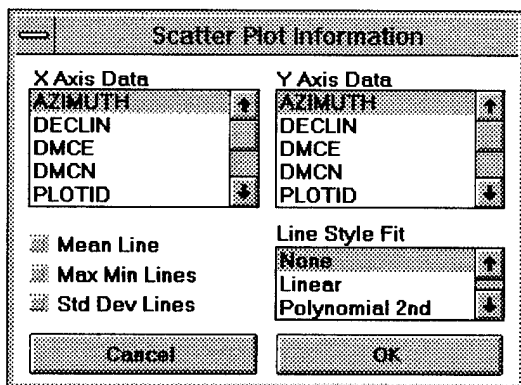 Scatter Plot Information
X Axis Data
AZIMUTH
DECLIN
DMCE
DMCN
PLOTID
Y Axis Data
AZIMUTH
DECLIN
DMCE
DMCN
PLOTID
Mean Line
Max Min Lines
Std Dev Lines
Line Style Fit
None
Linear
Polynomial 2nd
Cancel
OK